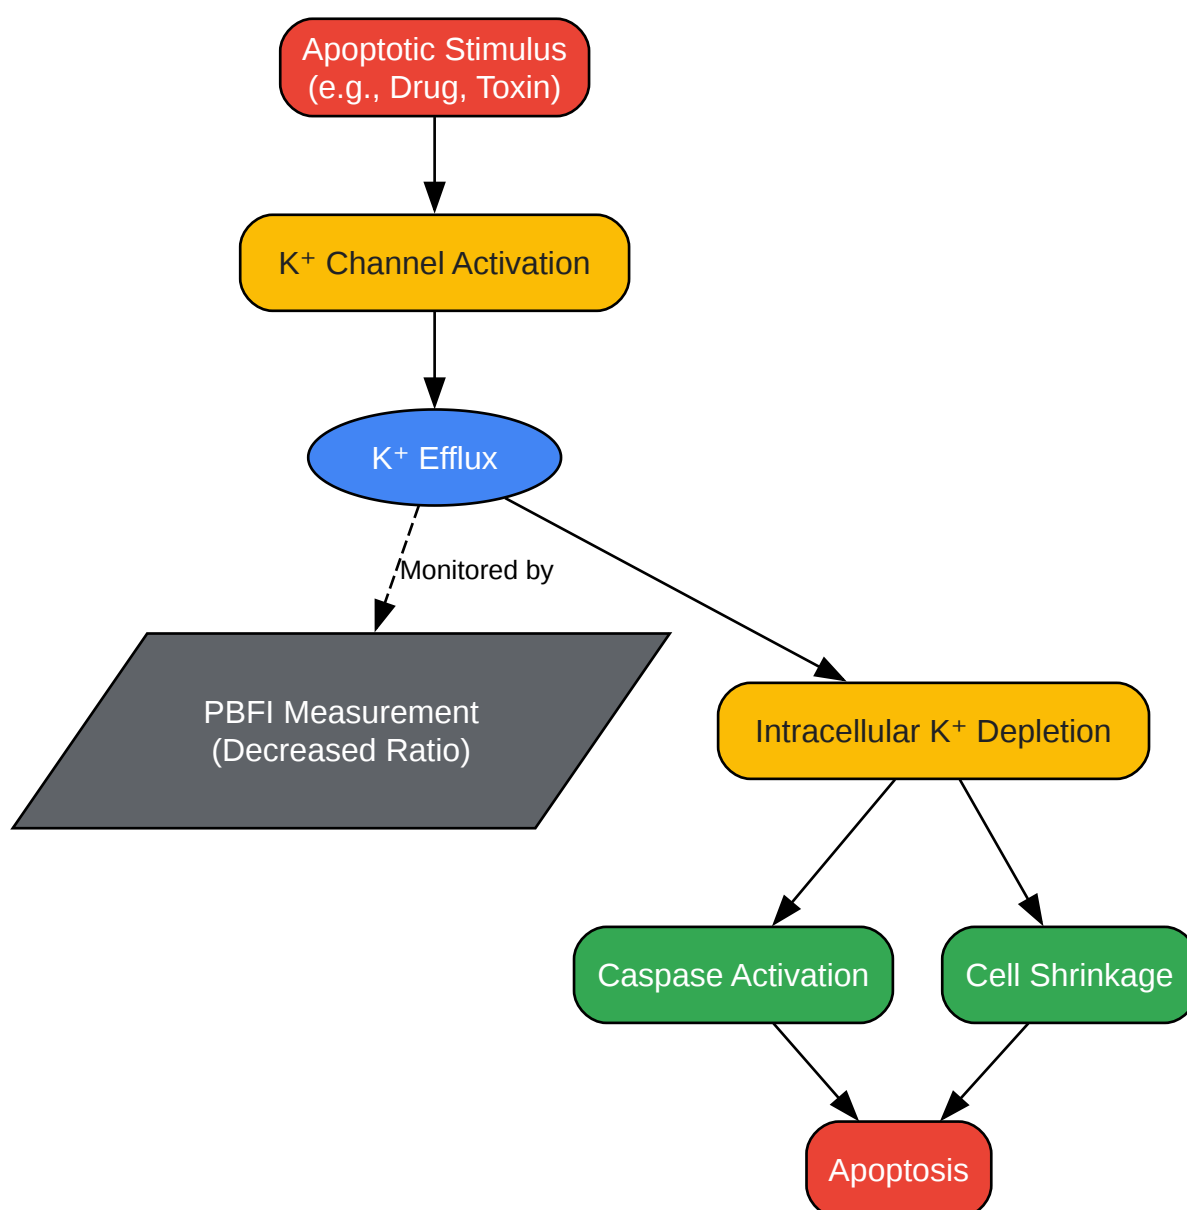 Apoptotic Stimulus
(e.g., Drug, Toxin)
K⁺ Channel Activation
K⁺ Efflux
Monitored by
PBFI Measurement
(Decreased Ratio)
Intracellular K⁺ Depletion
Caspase Activation
Cell Shrinkage
Apoptosis